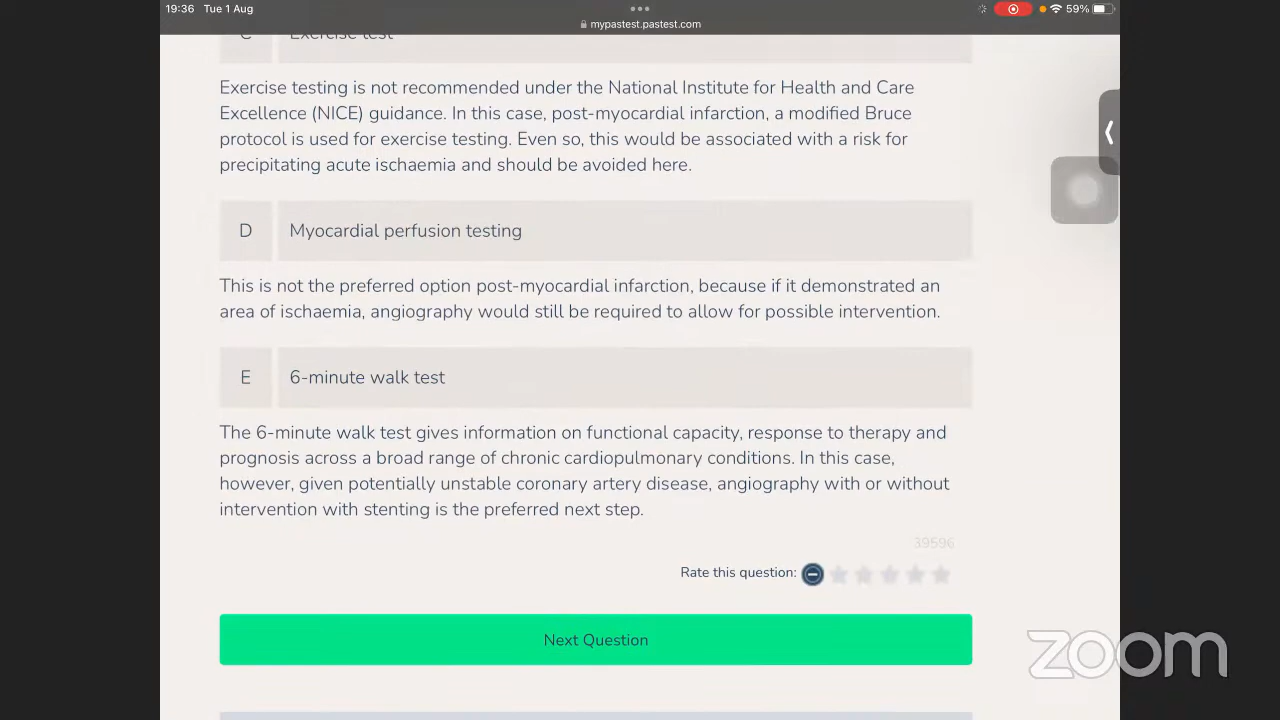 19:36 Tue 1 Aug
59%
mypastest.pastest.com
C Exercise test
Exercise testing is not recommended under the National Institute for Health and Care
Excellence (NICE) guidance. In this case, post-myocardial infarction, a modified Bruce
protocol is used for exercise testing. Even so, this would be associated with a risk for
precipitating acute ischaemia and should be avoided here.
D Myocardial perfusion testing
This is not the preferred option post-myocardial infarction, because if it demonstrated an
area of ischaemia, angiography would still be required to allow for possible intervention.
E 6-minute walk test
The 6-minute walk test gives information on functional capacity, response to therapy and
prognosis across a broad range of chronic cardiopulmonary conditions. In this case,
however, given potentially unstable coronary artery disease, angiography with or without
intervention with stenting is the preferred next step.
39596
Rate this question:
Next Question
zoom